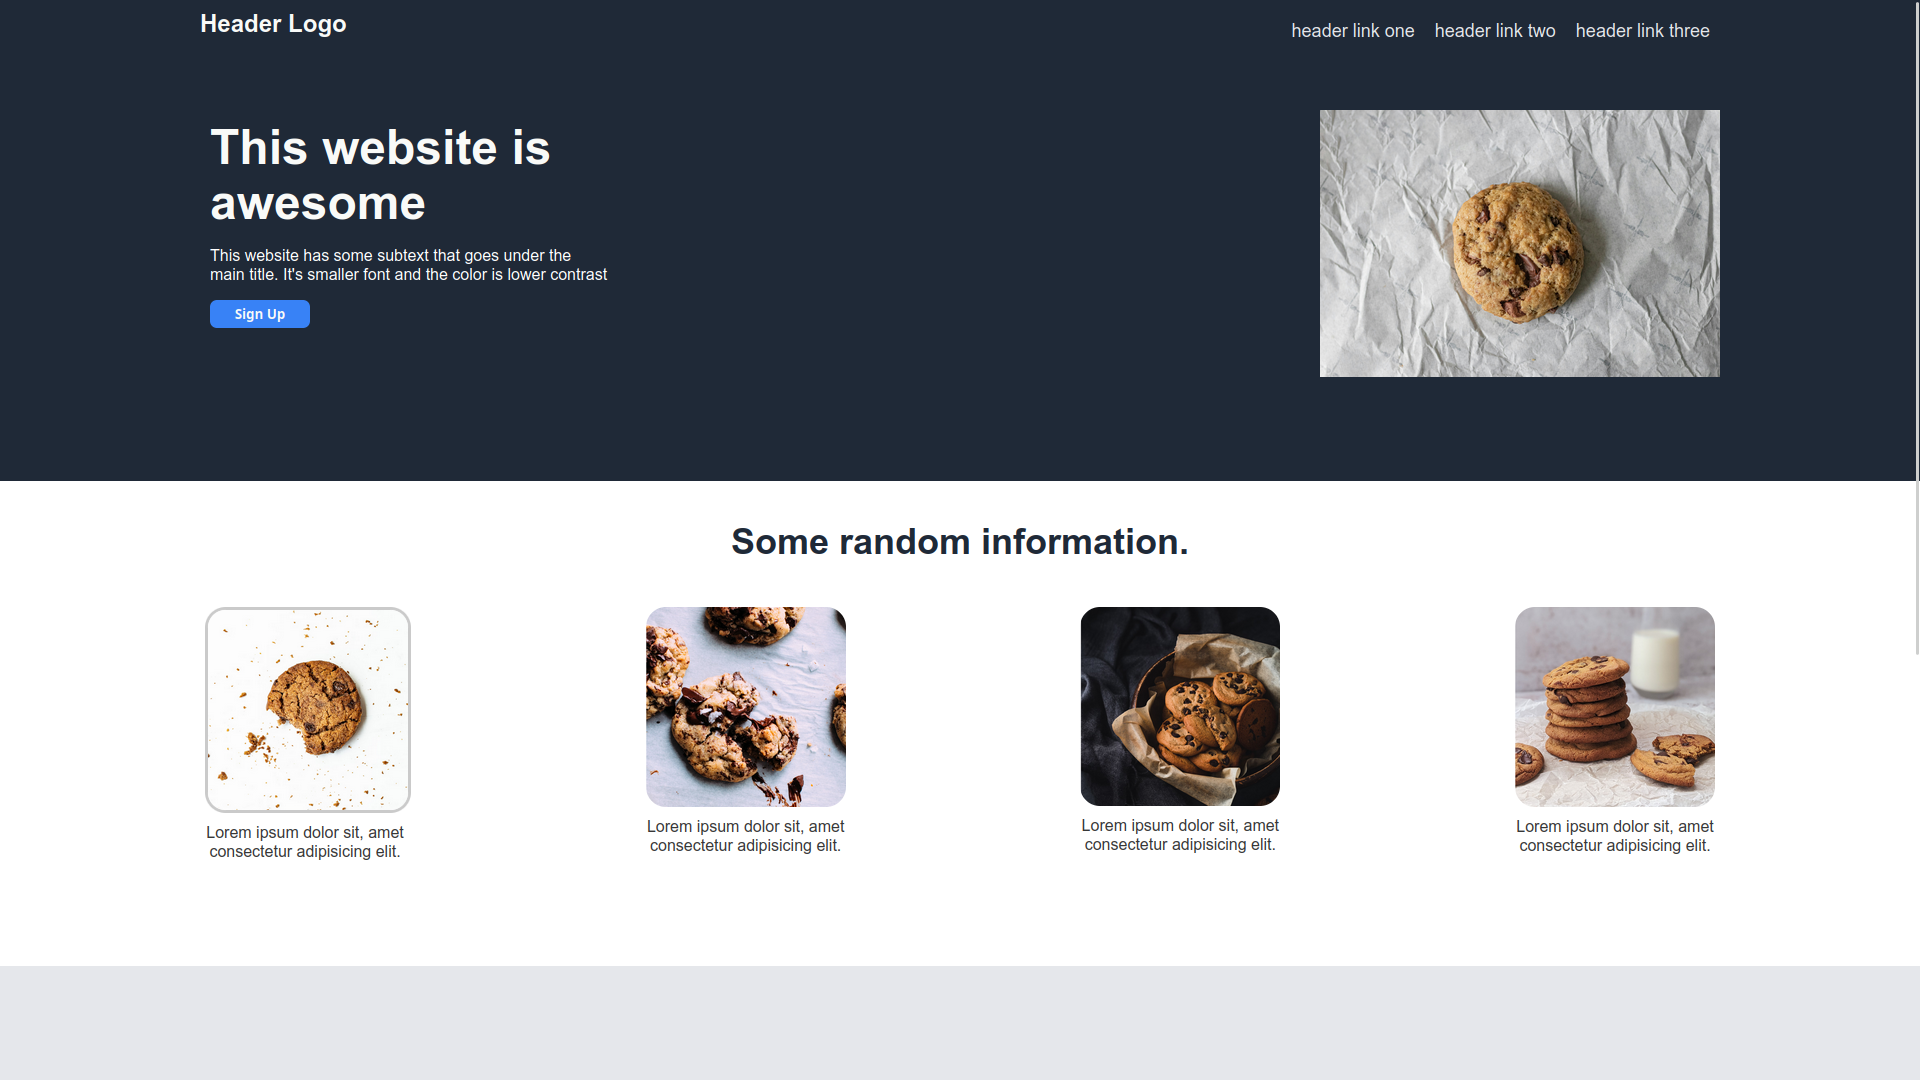 Header Logo
header link one
header link two
header link three
This website is
awesome
This website has some subtext that goes under the
main title. It's smaller font and the color is lower contrast
Sign Up
Some random information.
Lorem ipsum dolor sit, amet
consectetur adipisicing elit.
Lorem ipsum dolor sit, amet
consectetur adipisicing elit.
Lorem ipsum dolor sit, amet
consectetur adipisicing elit.
Lorem ipsum dolor sit, amet
consectetur adipisicing elit.